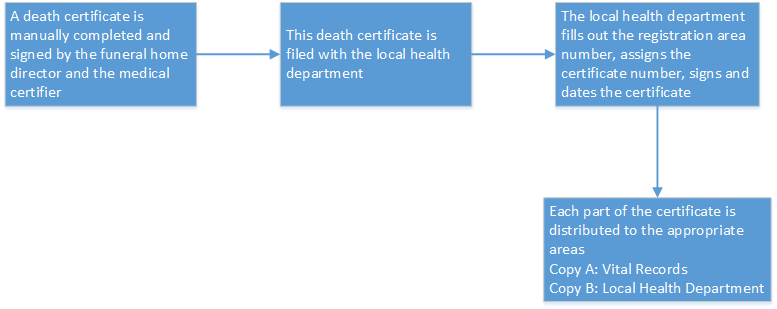 A death certificate is
manually completed and
signed by the funeral home
director and the medical
certifier
This death certificate is
filed with the local health
department
The local health department
fills out the registration area
number, assigns the
certificate number, signs and
dates the certificate
Each part of the certificate is
distributed to the appropriate
areas
Copy A: Vital Records
Copy B: Local Health Department